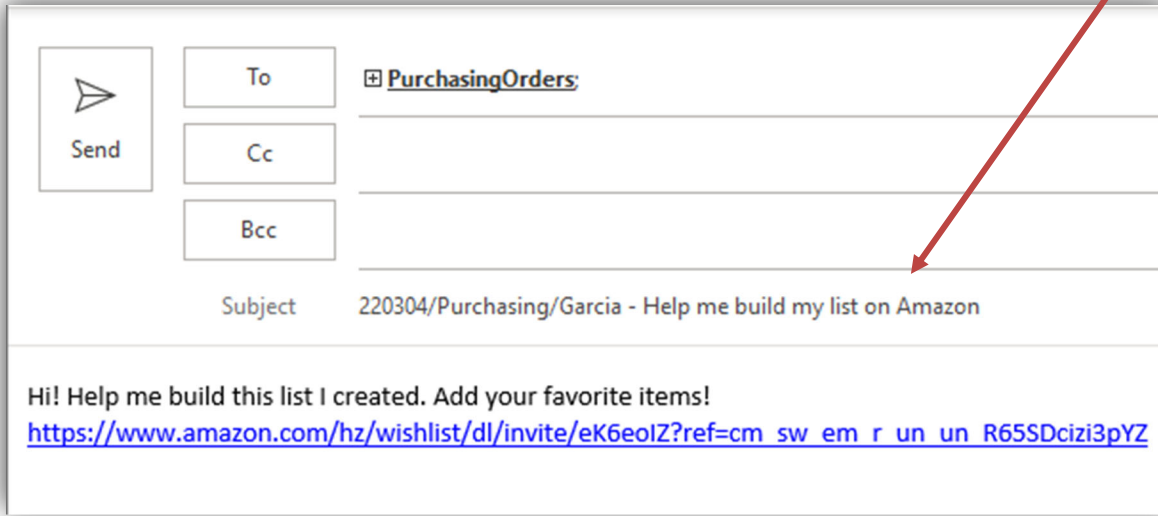 Send
To
PurchasingOrders;
Cc
Bcc
Subject
220304/Purchasing/Garcia - Help me build my list on Amazon
Hi! Help me build this list I created. Add your favorite items!
https://www.amazon.com/hz/wishlist/dl/invite/eK6eoIZ?ref=cm_sw_em_r_un_un_R65SDcizi3pYZ